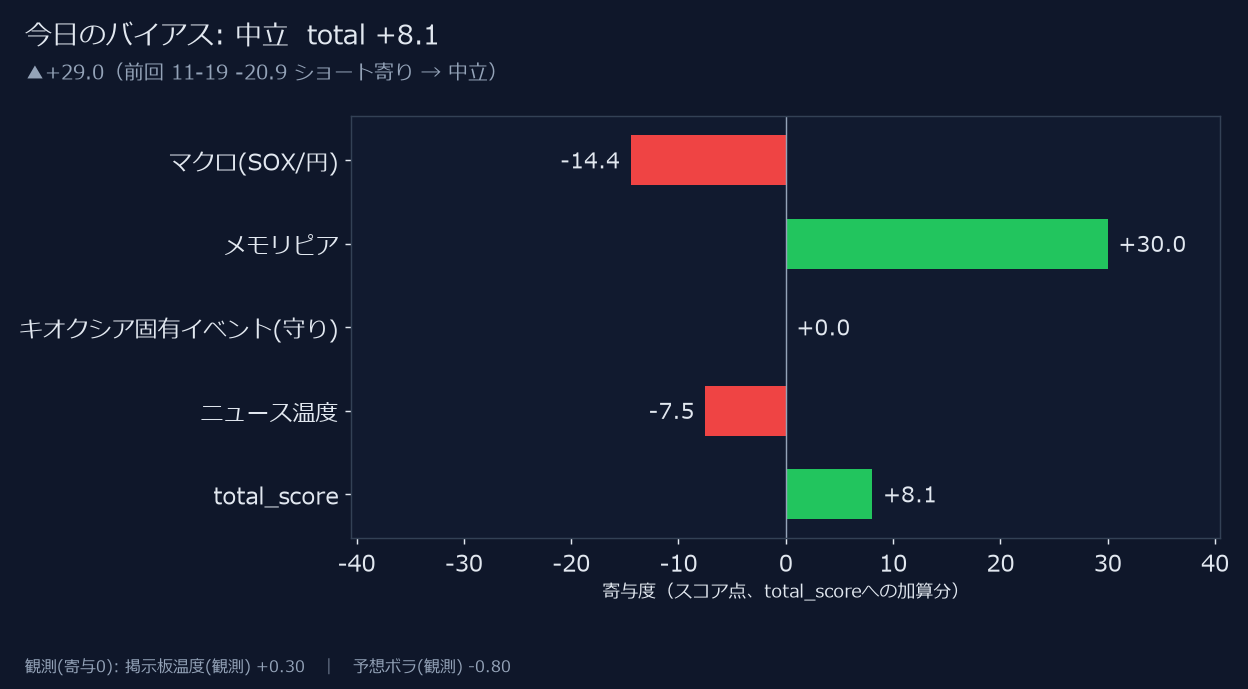 今日のバイアス: 中立  total +8.1
▲+29.0（前回 11-19 -20.9 ショート寄り → 中立）
マクロ(SOX/円)
-14.4
メモリピア
+30.0
キオクシア固有イベント(守り)
+0.0
ニュース温度
-7.5
total_score
+8.1
-40 -30 -20 -10 0 10 20 30 40
寄与度（スコア点、total_scoreへの加算分）
観測(寄与0): 掲示板温度(観測) +0.30 ｜ 予想ボラ(観測) -0.80